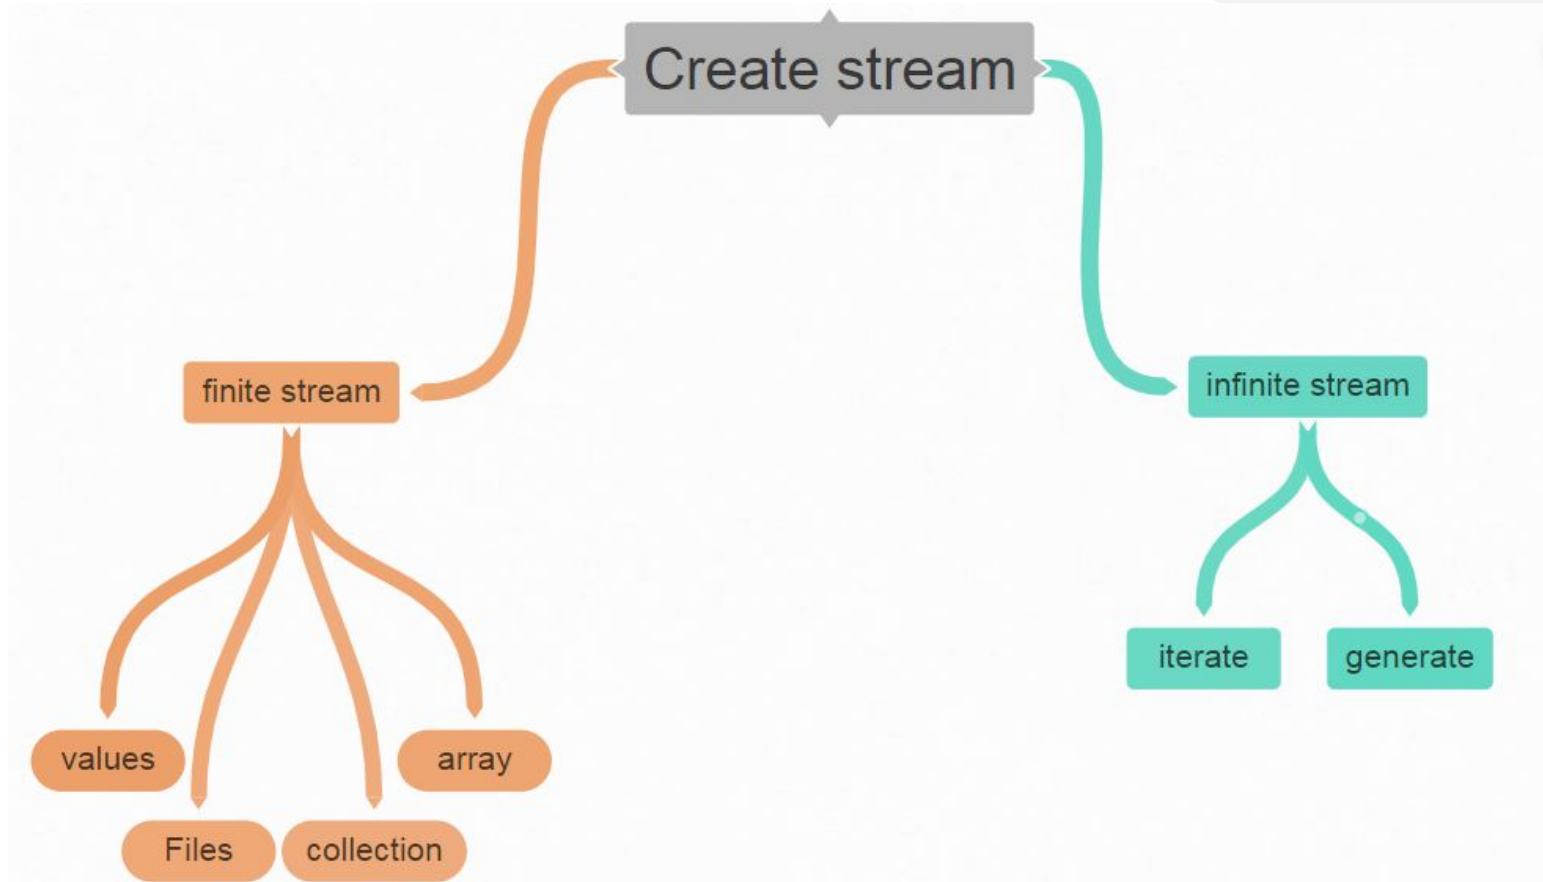 Create stream
finite stream
infinite stream
iterate
generate
values
array
Files
collection